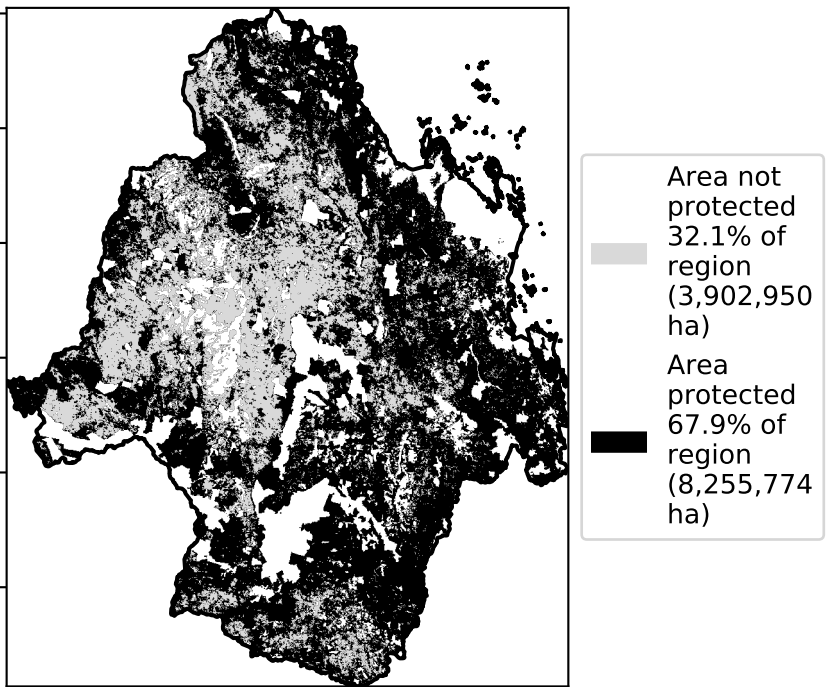 Area not
protected
32.1% of
region
(3,902,950
ha)
Area
protected
67.9% of
region
(8,255,774
ha)